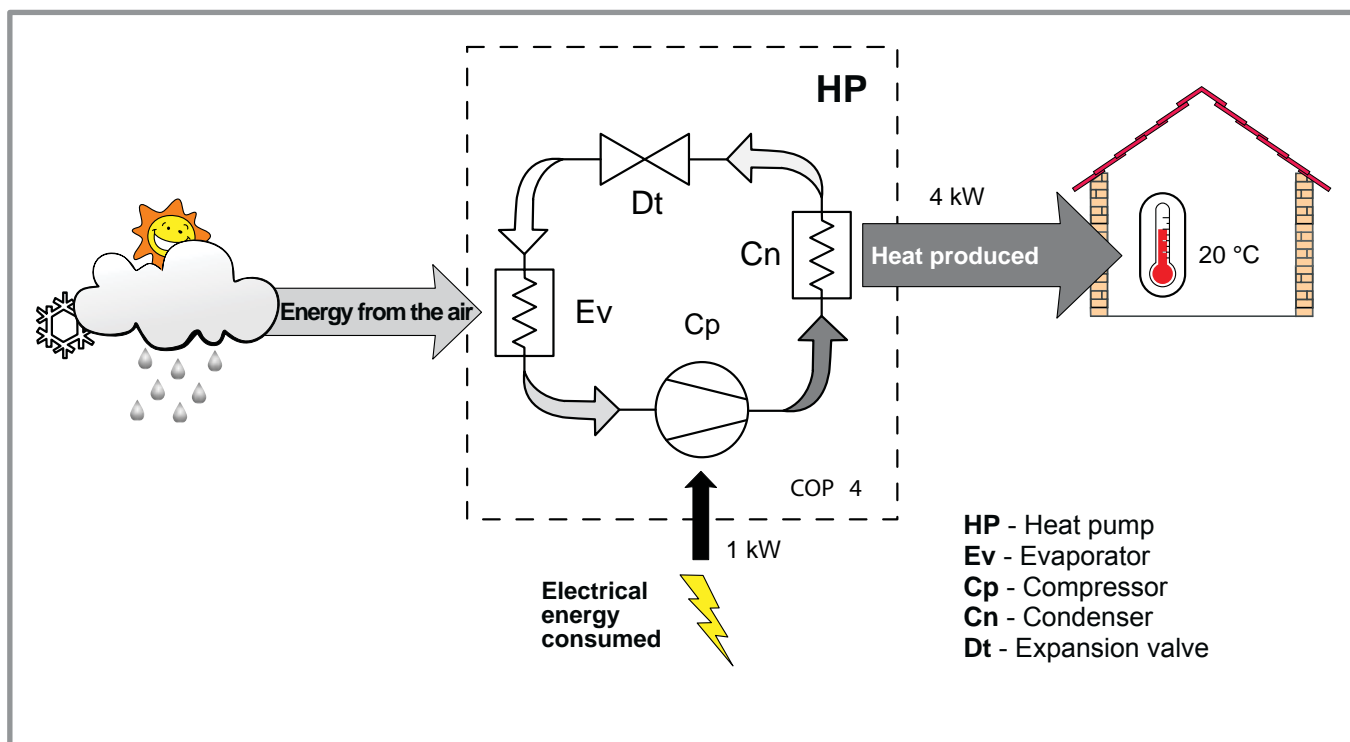 HP
Dt
4 kW
Cn
Heat produced
20 °C
Energy from the air
Ev
Cp
COP 4
1 kW
Electrical
energy
consumed
HP - Heat pump
Ev - Evaporator
Cp - Compressor
Cn - Condenser
Dt - Expansion valve